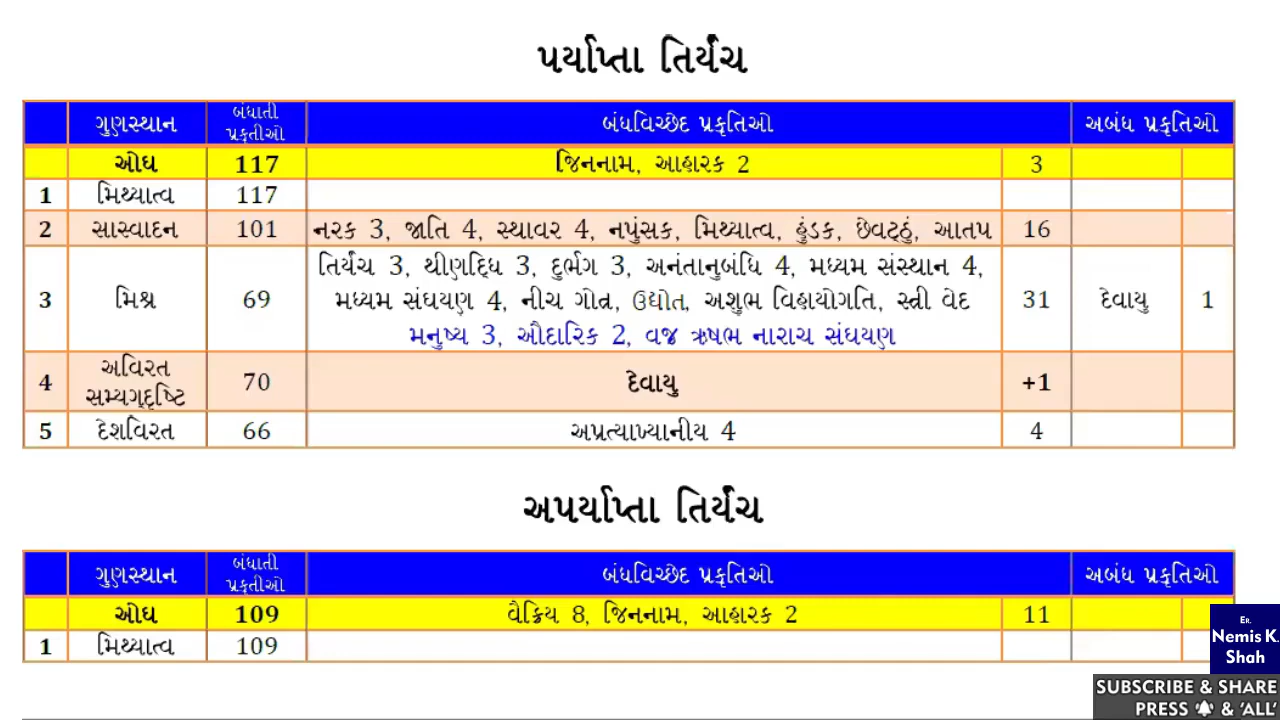 પર્યાપ્તા તિર્યંચ
ગુણસ્થાન બંધાતી પ્રકૃતીઓ બંધવિચ્છેદ પ્રકૃતિઓ અબંધ પ્રકૃતિઓ
ઓઘ 117 જિનનામ, આહારક 2 3
1 મિથ્યાત્વ 117
2 સાસ્વાદન 101 નરક 3, જાતિ 4, સ્થાવર 4, નપુંસક, મિથ્યાત્વ, હુંડક, છેવટ્ઠું, આતપ 16
તિર્યંચ 3, થીણદ્ધિ 3, દુર્ભગ 3, અનંતાનુબંધિ 4, મધ્યમ સંસ્થાન 4,
3 મિશ્ર 69 મધ્યમ સંઘયણ 4, નીચ ગોત્ર, ઉદ્યોત, અશુભ વિહાયોગતિ, સ્ત્રી વેદ 31 દેવાયુ 1
મનુષ્ય 3, ઔદારિક 2, વજ્ર ઋષભ નારાચ સંઘયણ
4 અવિરત સમ્યગ્દૃષ્ટિ 70 દેવાયુ +1
5 દેશવિરત 66 અપ્રત્યાખ્યાનીય 4 4
અપર્યાપ્તા તિર્યંચ
ગુણસ્થાન બંધાતી પ્રકૃતીઓ બંધવિચ્છેદ પ્રકૃતિઓ અબંધ પ્રકૃતિઓ
ઓઘ 109 વૈક્રિય 8, જિનનામ, આહારક 2 11
1 મિથ્યાત્વ 109
ER.
Nemis K.
Shah
SUBSCRIBE & SHARE
PRESS & ‘ALL’